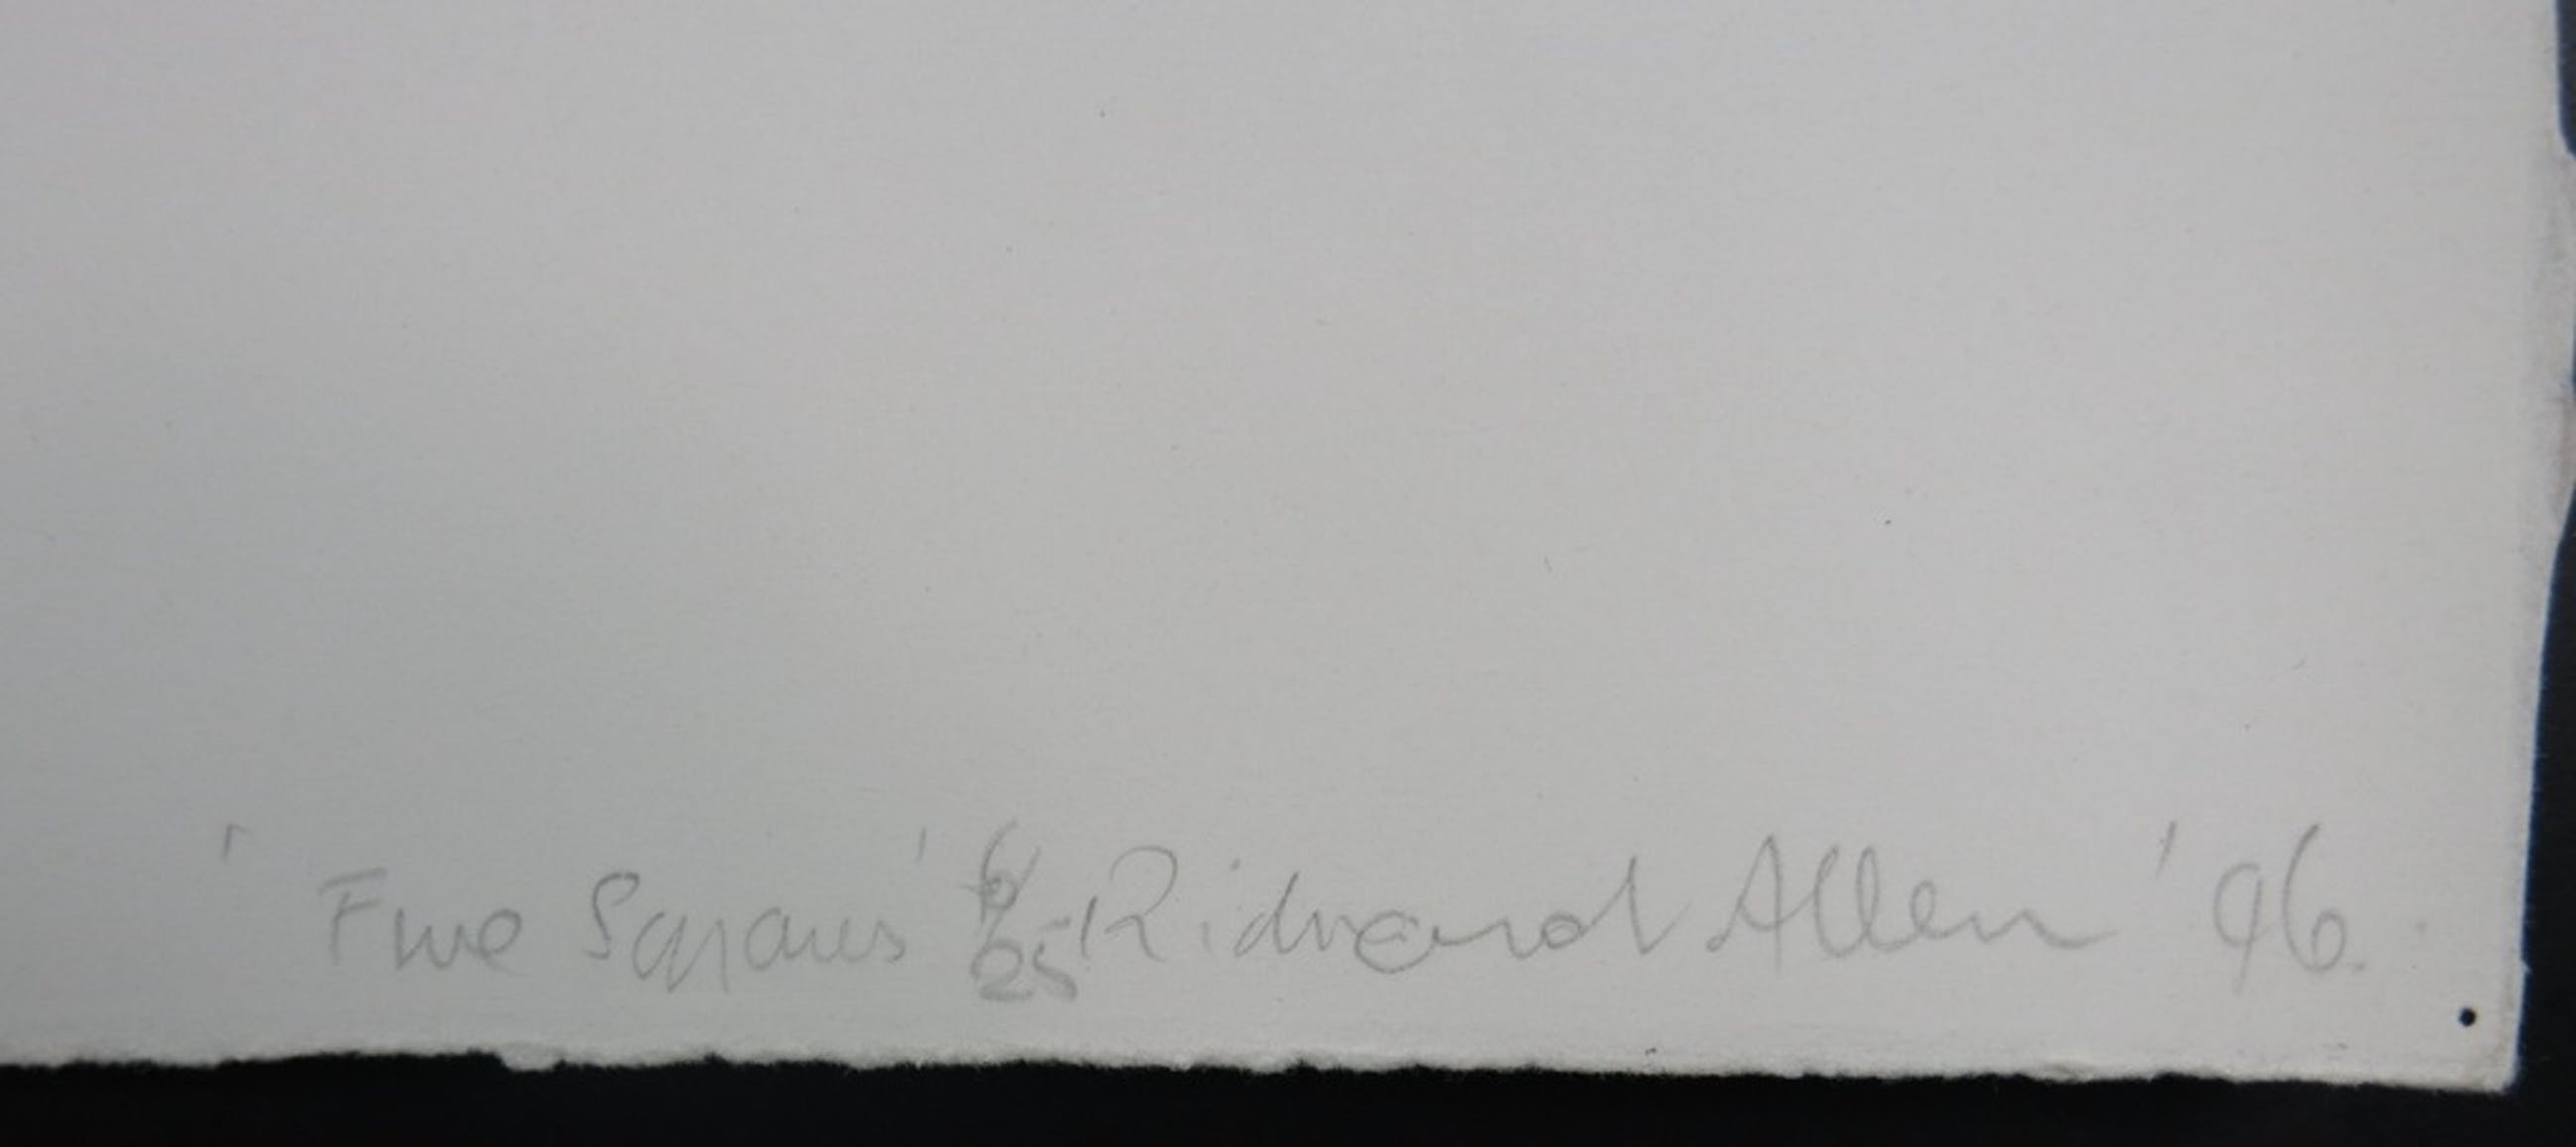 'Five Squares' 6/25 Richard Allen '96.